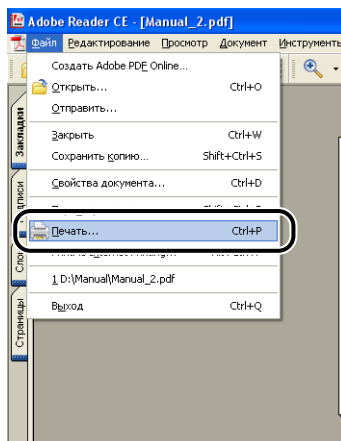 Adobe Reader CE - [Manual_2.pdf]
Файл Редактирование Просмотр Документ Инструменты
Создать Adobe PDF Online...
Открыть... Ctrl+O
Отправить...
Закрыть Ctrl+W
Сохранить копию... Shift+Ctrl+S
Свойства документа... Ctrl+D
Печать... Ctrl+P
1 D:\Manual\Manual_2.pdf
Выход Ctrl+Q
Закладки
Слои
Страницы